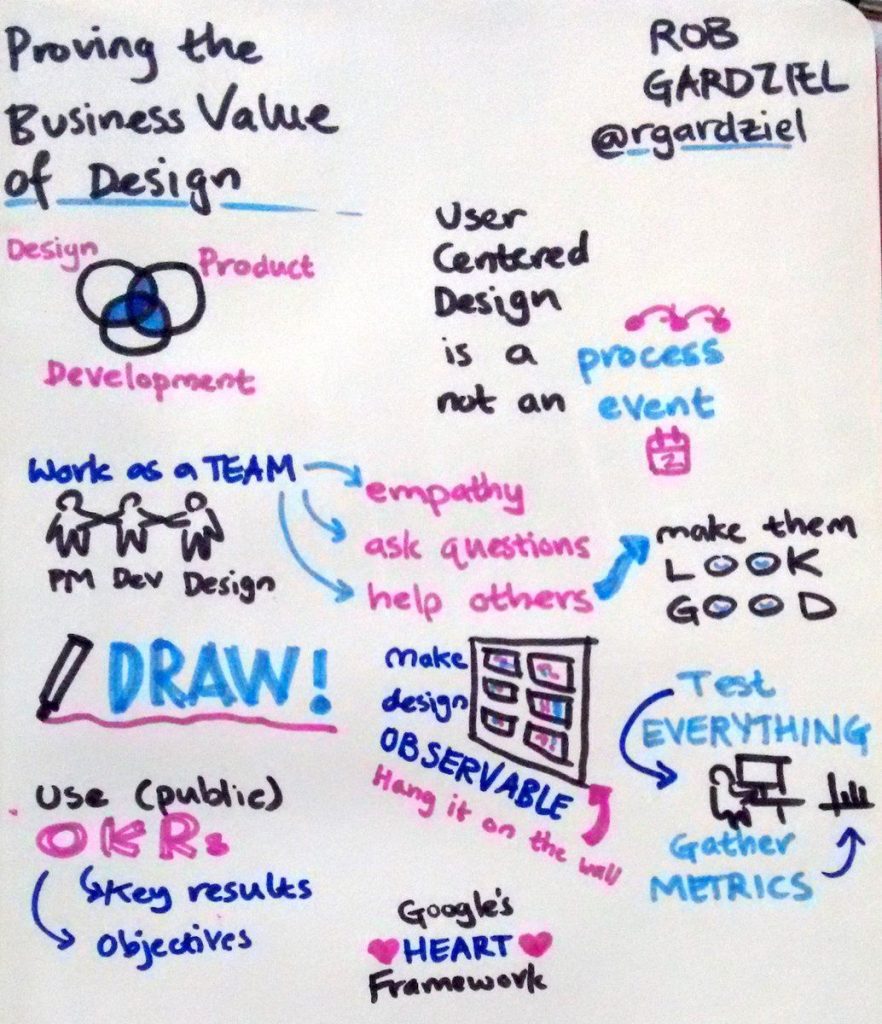 Proving the
Business Value
of Design
ROB
GARDZIEL
@rgardziel
Design
Product
Development
User
Centered
Design
is a process
not an event
2
Work as a TEAM
PM Dev Design
empathy
ask questions
help others
make them
LOOK
GOOD
DRAW!
make
design
OBSERVABLE
Hang it on the wall
Test
EVERYTHING
Gather
METRICS
Use (public)
OKRs
Key results
Objectives
Google's
HEART
Framework